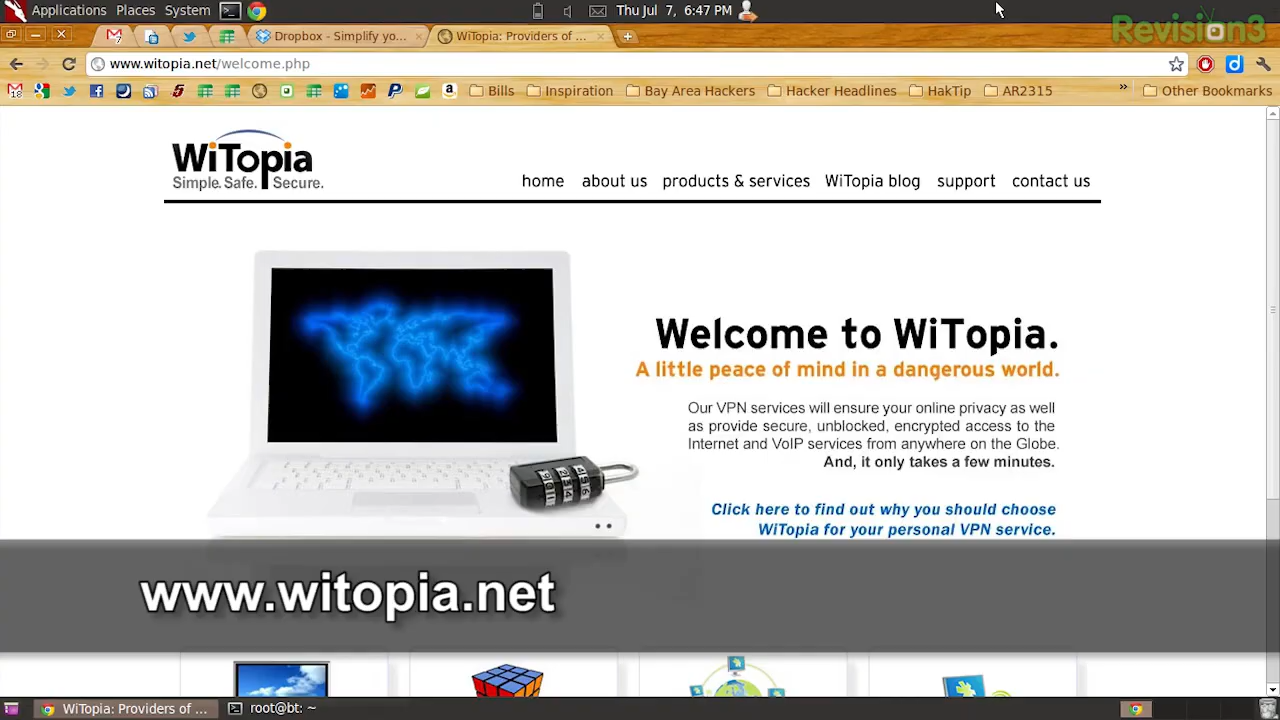 Applications Places System
Thu Jul 7, 6:47 PM
Revision3
Dropbox - Simplify yo...
WiTopia: Providers of ...
www.witopia.net/welcome.php
Bills
Inspiration
Bay Area Hackers
Hacker Headlines
HakTip
AR2315
»
Other Bookmarks
WiTopia
Simple. Safe. Secure.
home about us products & services WiTopia blog support contact us
Welcome to WiTopia.
A little peace of mind in a dangerous world.
Our VPN services will ensure your online privacy as well
as provide secure, unblocked, encrypted access to the
Internet and VoIP services from anywhere on the Globe.
And, it only takes a few minutes.
Click here to find out why you should choose
WiTopia for your personal VPN service.
www.witopia.net
WiTopia: Providers of ...
root@bt: ~